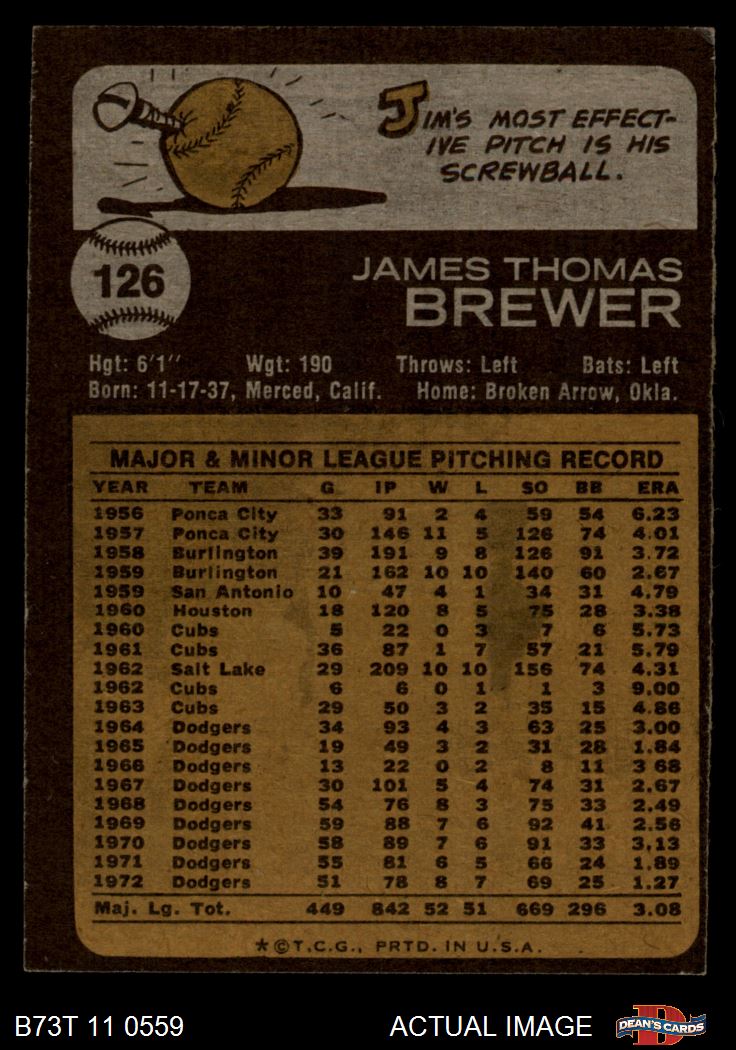 JIM'S MOST EFFECT-
IVE PITCH IS HIS
SCREWBALL.
126
JAMES THOMAS
BREWER
Hgt: 6'1" Wgt: 190 Throws: Left Bats: Left
Born: 11-17-37, Merced, Calif. Home: Broken Arrow, Okla.
MAJOR & MINOR LEAGUE PITCHING RECORD
YEAR TEAM G IP W L SO BB ERA
1956 Ponca City 33 91 2 4 59 54 6.23
1957 Ponca City 30 146 11 5 126 74 4.01
1958 Burlington 39 191 9 8 126 91 3.72
1959 Burlington 21 162 10 10 140 60 2.67
1959 San Antonio 10 47 4 1 34 31 4.79
1960 Houston 18 120 8 5 75 28 3.38
1960 Cubs 5 22 0 3 7 6 5.73
1961 Cubs 36 87 1 7 57 21 5.79
1962 Salt Lake 29 209 10 10 156 74 4.31
1962 Cubs 6 6 0 1 1 3 9.00
1963 Cubs 29 50 3 2 35 15 4.86
1964 Dodgers 34 93 4 3 63 25 3.00
1965 Dodgers 19 49 3 2 31 28 1.84
1966 Dodgers 13 22 0 2 8 11 3 68
1967 Dodgers 30 101 5 4 74 31 2.67
1968 Dodgers 54 76 8 3 75 33 2.49
1969 Dodgers 59 88 7 6 92 41 2.56
1970 Dodgers 58 89 7 6 91 33 3.13
1971 Dodgers 55 81 6 5 66 24 1.89
1972 Dodgers 51 78 8 7 69 25 1.27
Maj. Lg. Tot. 449 842 52 51 669 296 3.08
★©T.C.G., PRTD. IN U.S.A.
B73T 11 0559 ACTUAL IMAGE D DEAN'S CARDS